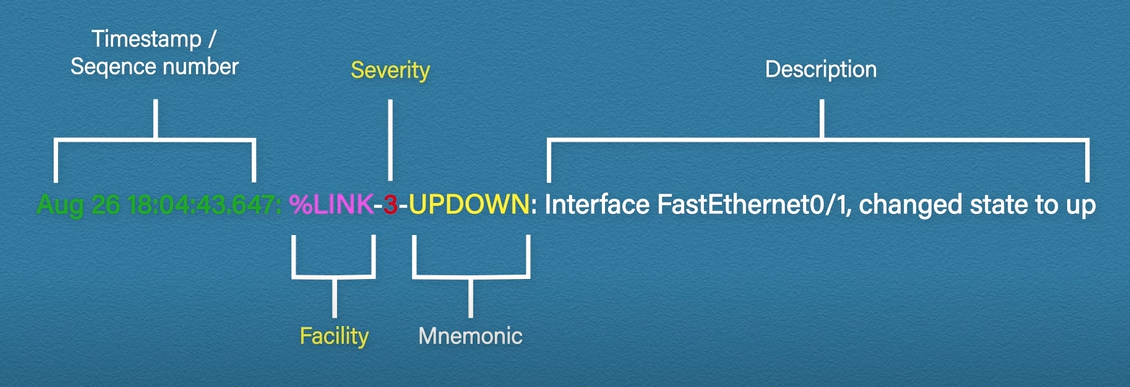 Timestamp /
Seqence number
Severity
Description
Aug 26 18:04:43.647: %LINK-3-UPDOWN: Interface FastEthernet0/1, changed state to up
Facility
Mnemonic